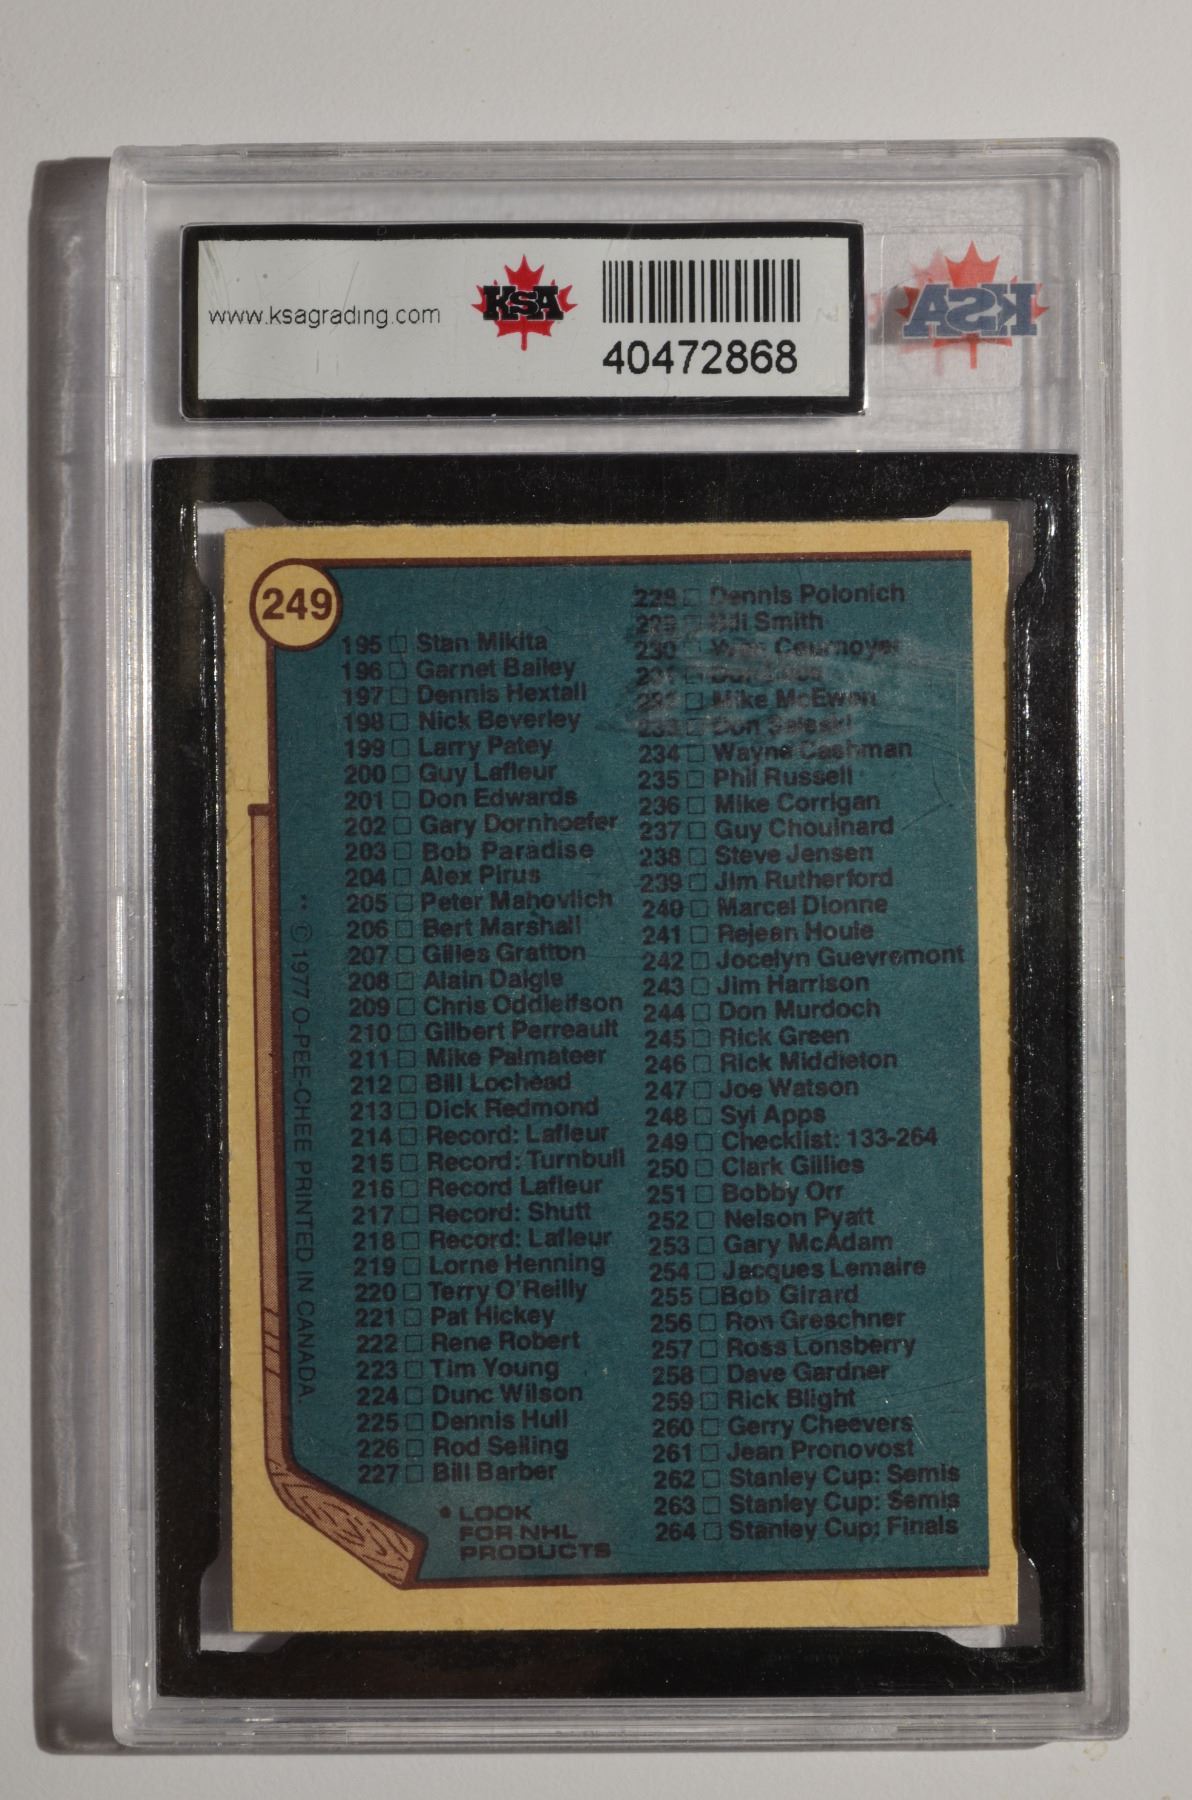 www.ksagrading.com
KSA
40472868
KSA
249
195 □ Stan Mikita
196 □ Garnet Bailey
197 □ Dennis Hextall
198 □ Nick Beverley
199 □ Larry Patey
200 □ Guy Lafleur
201 □ Don Edwards
202 □ Gary Dornhoefer
203 □ Bob Paradise
204 □ Alex Pirus
205 □ Peter Mahovlich
206 □ Bert Marshall
207 □ Gilles Gratton
208 □ Alain Daigle
209 □ Chris Oddleifson
210 □ Gilbert Perreault
211 □ Mike Palmateer
212 □ Bill Lochead
213 □ Dick Redmond
214 □ Record: Lafleur
215 □ Record: Turnbull
216 □ Record Lafleur
217 □ Record: Shutt
218 □ Record: Lafleur
219 □ Lorne Henning
220 □ Terry O'Reilly
221 □ Pat Hickey
222 □ Rene Robert
223 □ Tim Young
224 □ Dunc Wilson
225 □ Dennis Hull
226 □ Rod Seiling
227 □ Bill Barber
• LOOK
FOR NHL
PRODUCTS
228 □ Dennis Polonich
229 □ Bill Smith
230 □ Yvan Cournoyer
231 □
232 □ Mike McEwen
233 □ Don Saleski
234 □ Wayne Cashman
235 □ Phil Russell
236 □ Mike Corrigan
237 □ Guy Chouinard
238 □ Steve Jensen
239 □ Jim Rutherford
240 □ Marcel Dionne
241 □ Rejean Houle
242 □ Jocelyn Guevremont
243 □ Jim Harrison
244 □ Don Murdoch
245 □ Rick Green
246 □ Rick Middleton
247 □ Joe Watson
248 □ Syl Apps
249 □ Checklist: 133-264
250 □ Clark Gillies
251 □ Bobby Orr
252 □ Nelson Pyatt
253 □ Gary McAdam
254 □ Jacques Lemaire
255 □ Bob Girard
256 □ Ron Greschner
257 □ Ross Lonsberry
258 □ Dave Gardner
259 □ Rick Blight
260 □ Gerry Cheevers
261 □ Jean Pronovost
262 □ Stanley Cup: Semis
263 □ Stanley Cup: Semis
264 □ Stanley Cup: Finals
** © 1977 O-PEE-CHEE PRINTED IN CANADA.